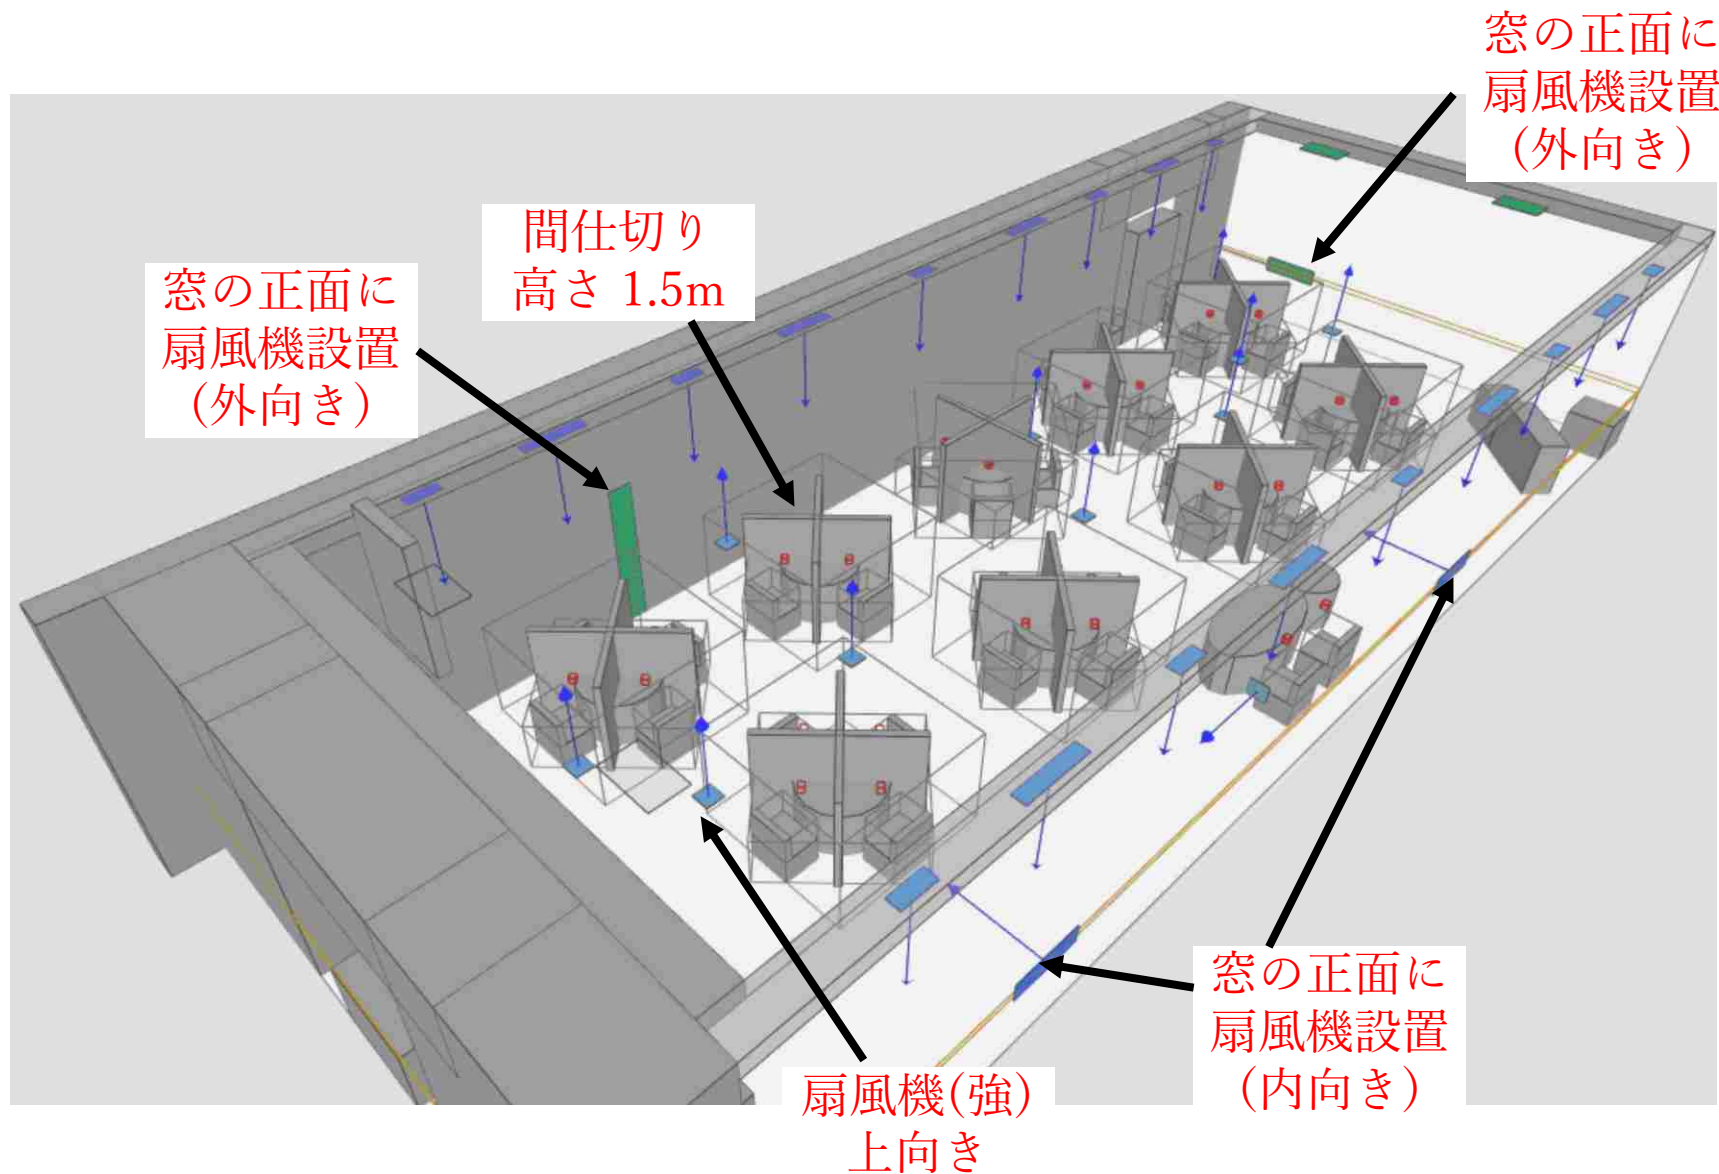 窓の正面に
扇風機設置
(外向き)
間仕切り
高さ 1.5m
窓の正面に
扇風機設置
(外向き)
窓の正面に
扇風機設置
(内向き)
扇風機(強)
上向き